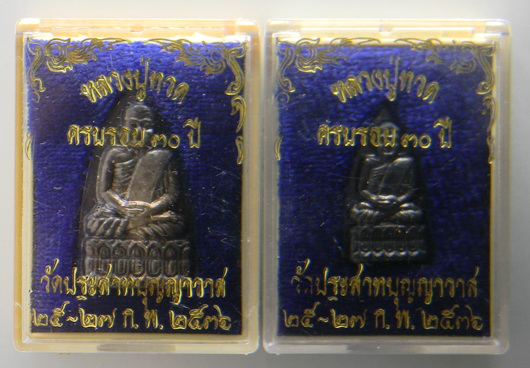 หลวงปู่ทวด
ครบรอบ ๓๐ ปี
วัดประสาทบุญญาวาส
๒๕~๒๗ ก.พ. ๒๕๓๖
หลวงปู่ทวด
ครบรอบ ๓๐ ปี
วัดประสาทบุญญาวาส
๒๕~๒๗ ก.พ. ๒๕๓๖